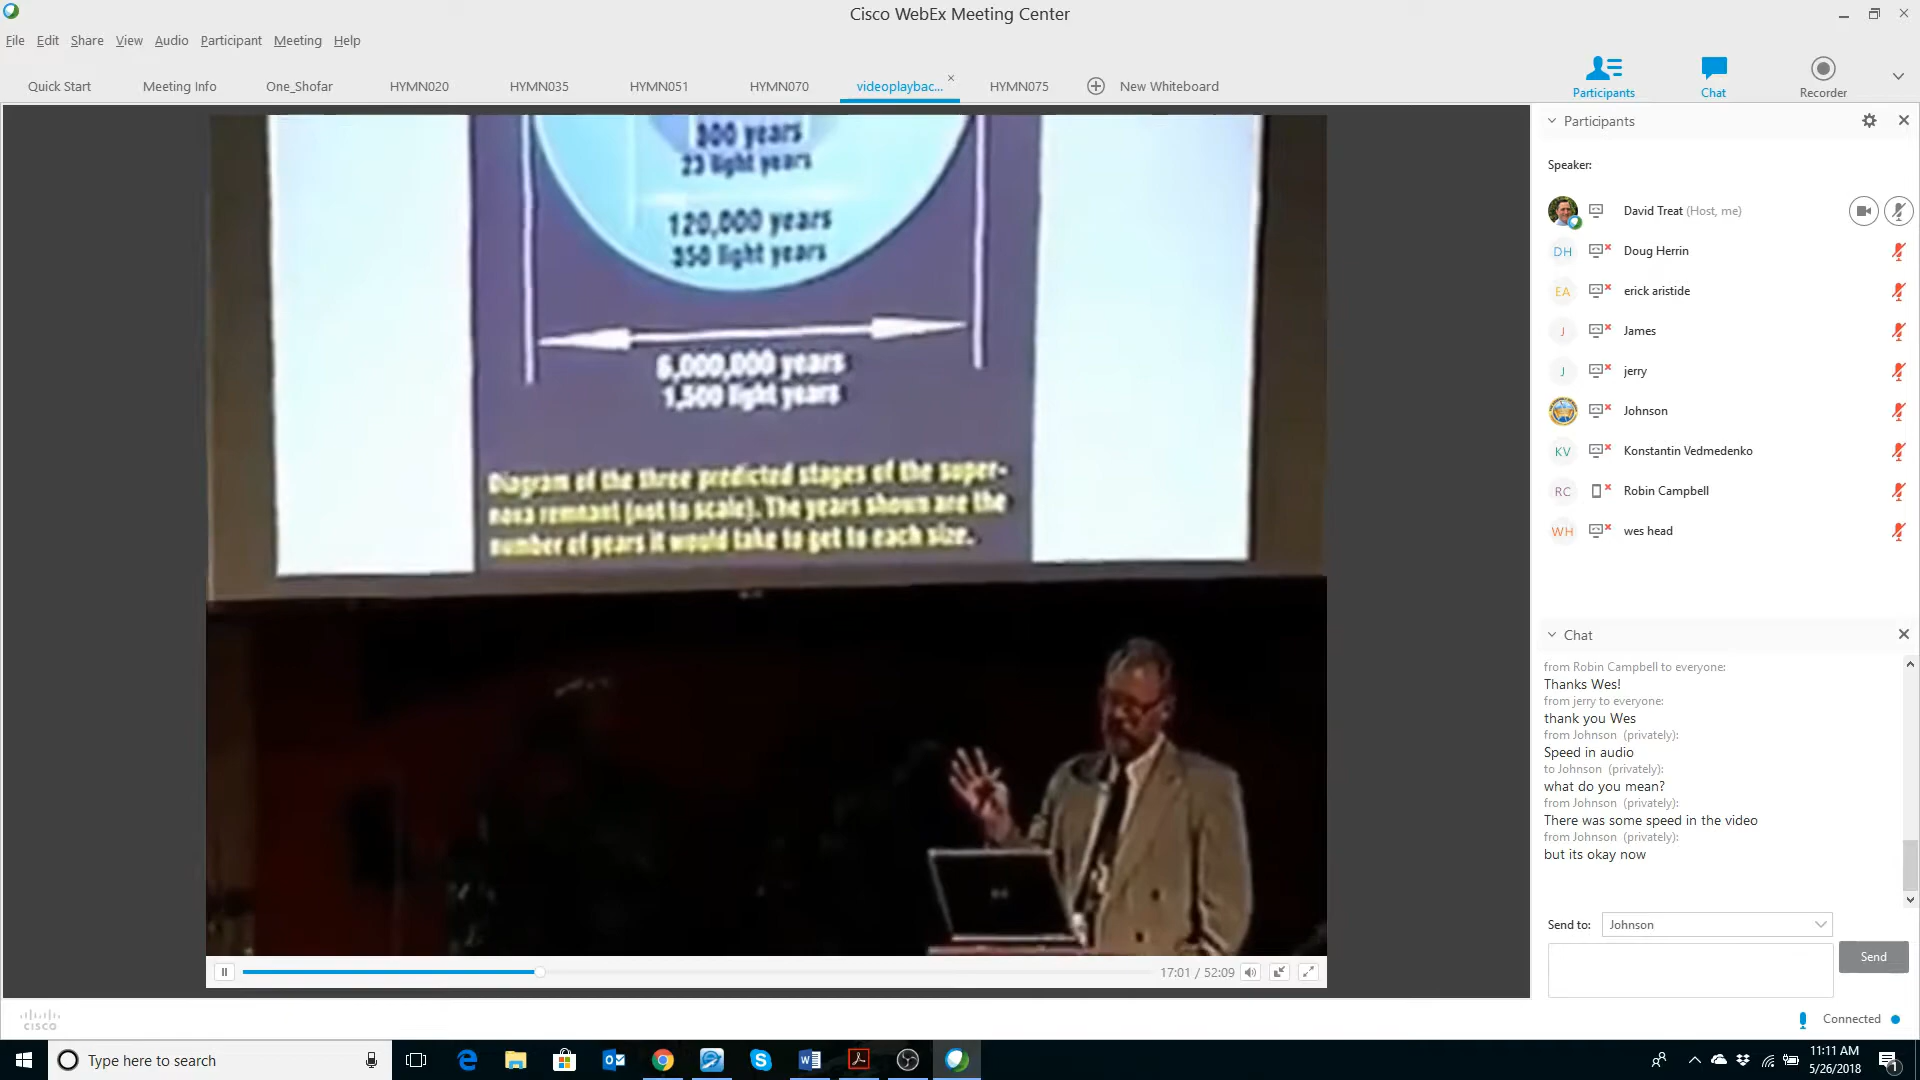 Cisco WebEx Meeting Center
File Edit Share View Audio Participant Meeting Help
Quick Start Meeting Info One_Shofar HYMN020 HYMN035 HYMN051 HYMN070 videoplaybac... HYMN075 New Whiteboard
Participants Chat Recorder
300 years
23 light years
120,000 years
350 light years
6,000,000 years
1,500 light years
Diagram of the three predicted stages of the super-
nova remnant (not to scale). The years shown are the
number of years it would take to get to each size.
17:01 / 52:09
Participants
Speaker:
David Treat (Host, me)
DH Doug Herrin
EA erick aristide
J James
J jerry
Johnson
KV Konstantin Vedmedenko
RC Robin Campbell
WH wes head
Chat
from Robin Campbell to everyone:
Thanks Wes!
from jerry to everyone:
thank you Wes
from Johnson (privately):
Speed in audio
to Johnson (privately):
what do you mean?
from Johnson (privately):
There was some speed in the video
from Johnson (privately):
but its okay now
Send to: Johnson
Send
CISCO
Connected
Type here to search
11:11 AM
5/26/2018
1